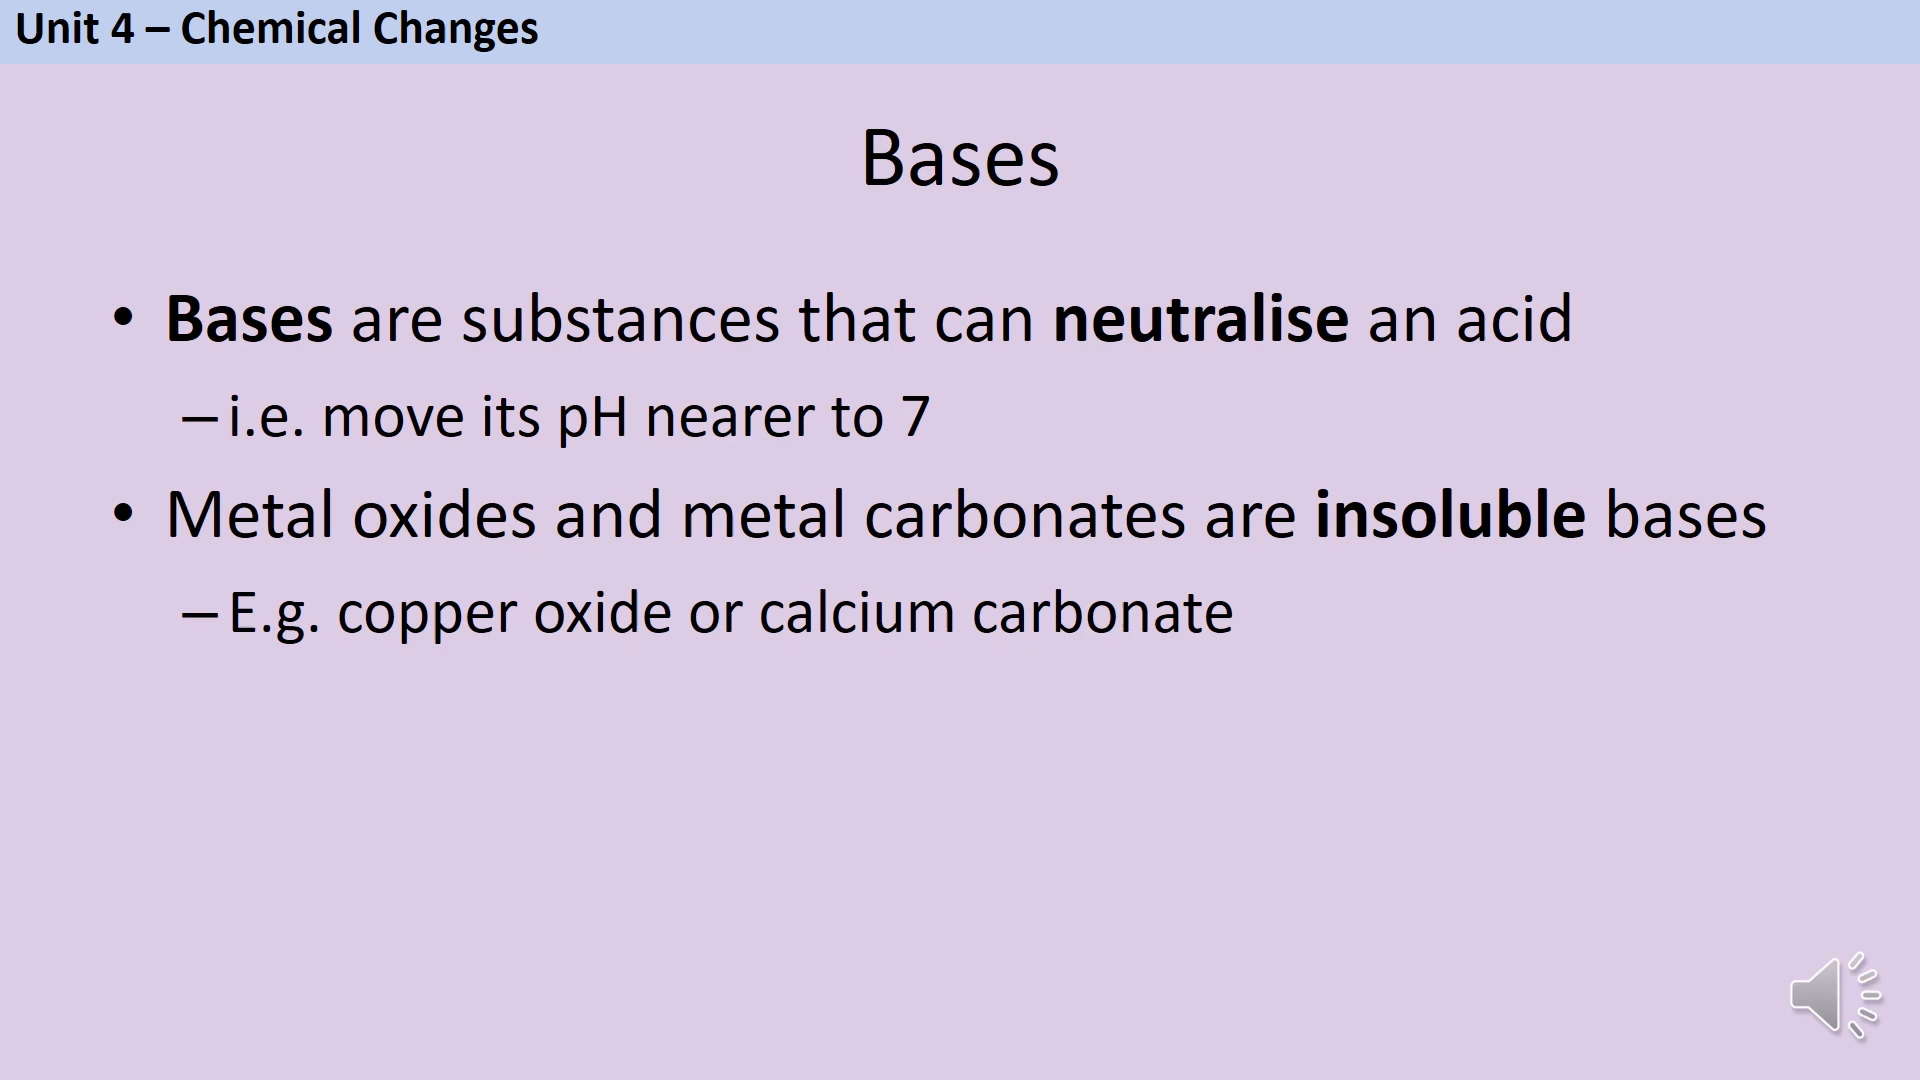 Unit 4 – Chemical Changes
Bases
• Bases are substances that can neutralise an acid
– i.e. move its pH nearer to 7
• Metal oxides and metal carbonates are insoluble bases
– E.g. copper oxide or calcium carbonate